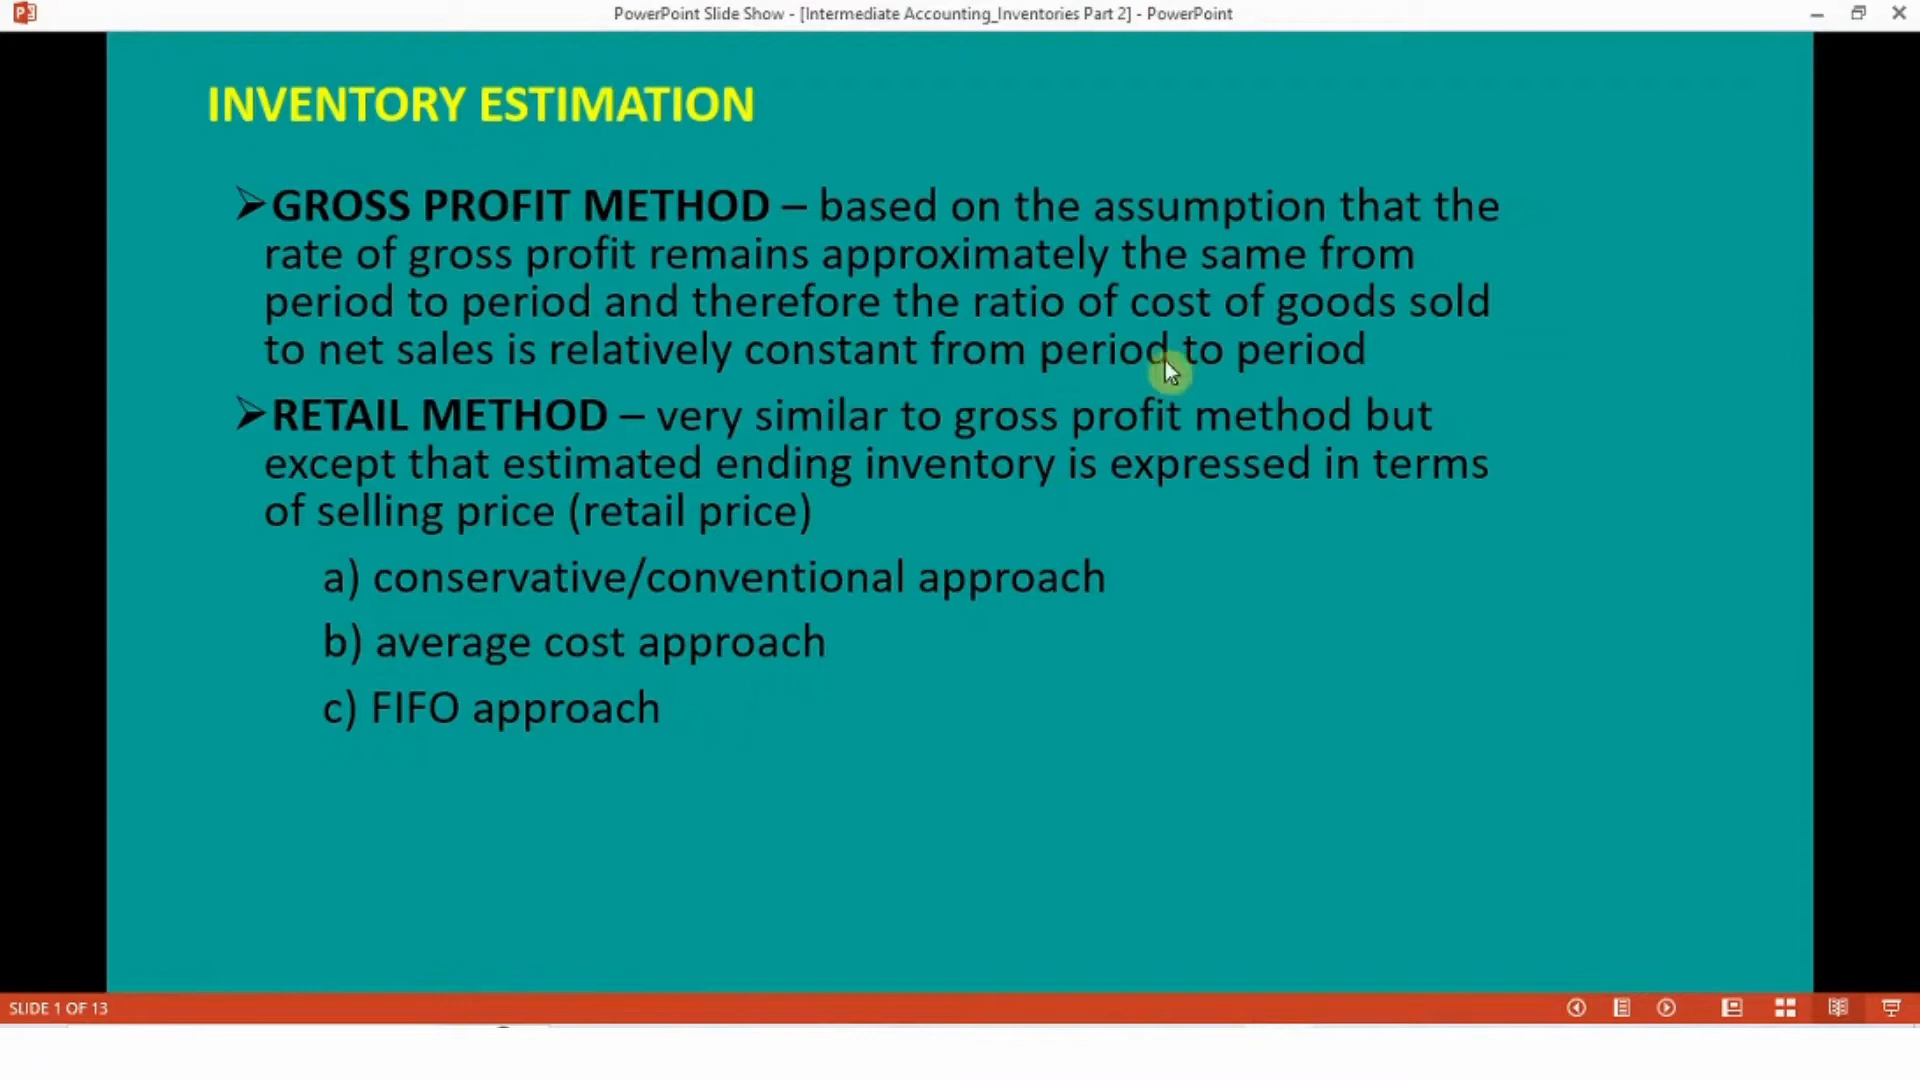 PowerPoint Slide Show - [Intermediate Accounting_Inventories Part 2] - PowerPoint
INVENTORY ESTIMATION
➢GROSS PROFIT METHOD – based on the assumption that the
rate of gross profit remains approximately the same from
period to period and therefore the ratio of cost of goods sold
to net sales is relatively constant from period to period
➢RETAIL METHOD – very similar to gross profit method but
except that estimated ending inventory is expressed in terms
of selling price (retail price)
a) conservative/conventional approach
b) average cost approach
c) FIFO approach
SLIDE 1 OF 13